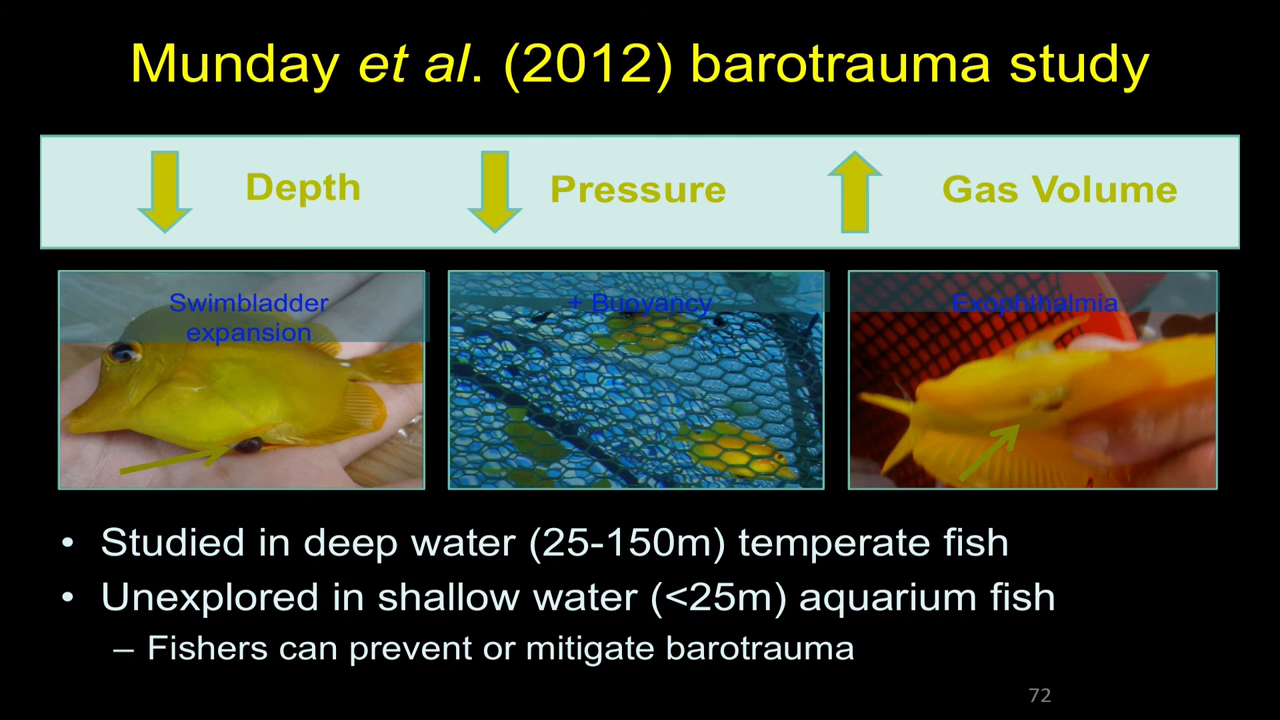 Munday et al. (2012) barotrauma study
Depth
Pressure
Gas Volume
Swimbladder
expansion
+ Buoyancy
Exophthalmia
• Studied in deep water (25-150m) temperate fish
• Unexplored in shallow water (<25m) aquarium fish
– Fishers can prevent or mitigate barotrauma
72